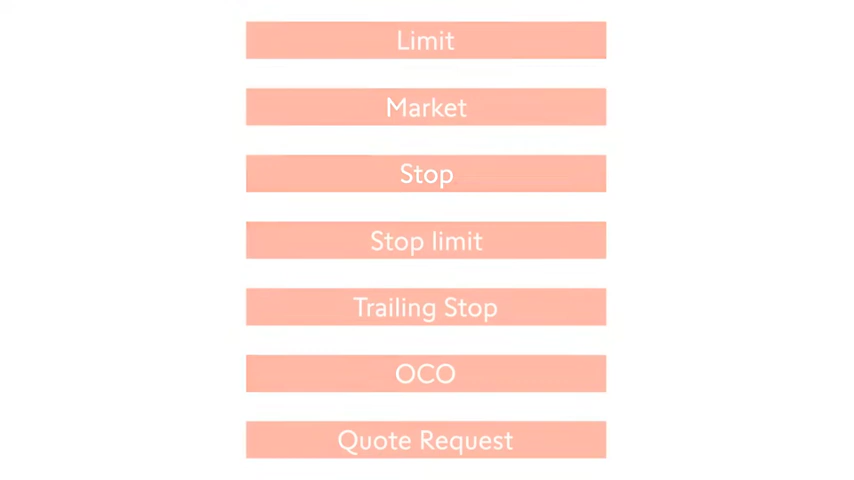 Limit
Market
Stop
Stop limit
Trailing Stop
OCO
Quote Request